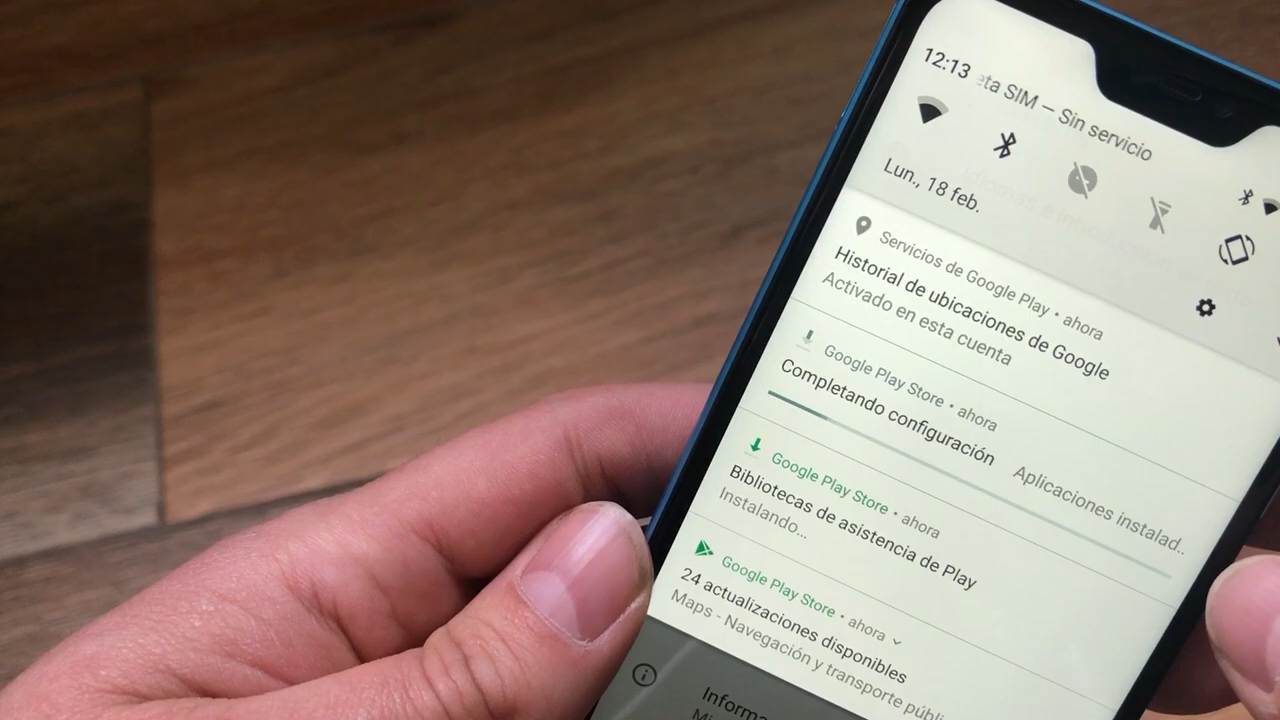 12:13
ta SIM — Sin servicio
Lun., 18 feb.
Servicios de Google Play • ahora
Historial de ubicaciones de Google
Activado en esta cuenta
Google Play Store • ahora
Completando configuración
Aplicaciones instalad..
Google Play Store • ahora
Bibliotecas de asistencia de Play
Instalando...
Google Play Store • ahora
24 actualizaciones disponibles
Maps - Navegación y transporte públi
Informa